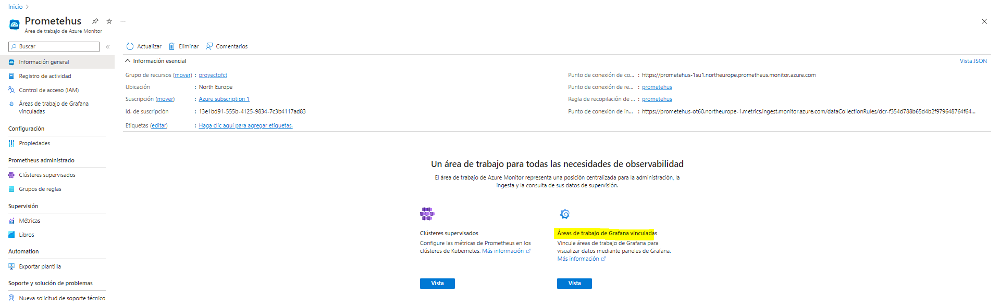 Inicio
Prometehus
Área de trabajo de Azure Monitor
Buscar
Información general
Registro de actividad
Control de acceso (IAM)
Áreas de trabajo de Grafana
vinculadas
Configuración
Propiedades
Prometheus administrado
Clústeres supervisados
Grupos de reglas
Supervisión
Métricas
Libros
Automation
Exportar plantilla
Soporte y solución de problemas
Nueva solicitud de soporte técnico
Actualizar Eliminar Comentarios
Información esencial
Vista JSON
Grupo de recursos (mover) : proyectofct
Ubicación : North Europe
Suscripción (mover) : Azure subscription 1
Id. de suscripción : 13e1bd91-555b-4125-9834-7c3b4117ad83
Etiquetas (editar) : Haga clic aquí para agregar etiquetas.
Punto de conexión de co... : https://prometehus-1su1.northeurope.prometheus.monitor.azure.com
Punto de conexión de re... : prometehus
Regla de recopilación de ... : prometehus
Punto de conexión de in... : https://prometehus-ot60.northeurope-1.metrics.ingest.monitor.azure.com/dataCollectionRules/dcr-f354d788b65d4b2f979648764f64...
Un área de trabajo para todas las necesidades de observabilidad
El área de trabajo de Azure Monitor representa una posición centralizada para la administración, la
ingesta y la consulta de sus datos de supervisión.
Clústeres supervisados
Configure las métricas de Prometheus en los
clústeres de Kubernetes. Más información
Vista
Áreas de trabajo de Grafana vinculadas
Vincule áreas de trabajo de Grafana para
visualizar datos mediante paneles de Grafana.
Más información
Vista